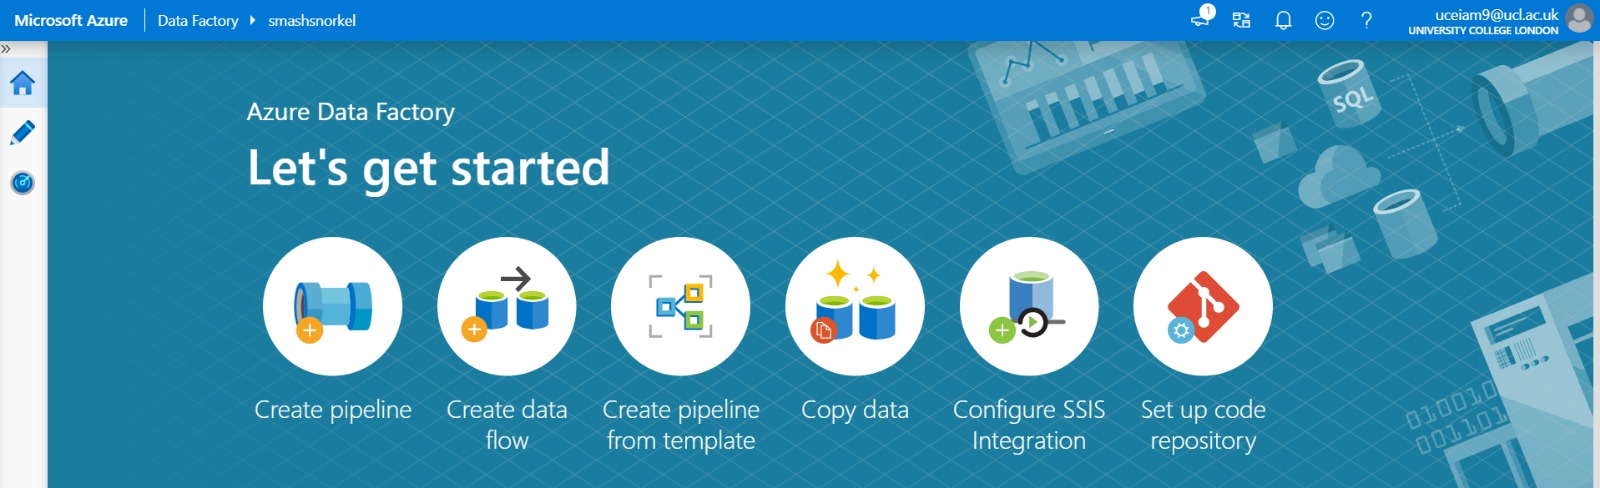 Microsoft Azure
Data Factory
smashsnorkel
1
?
uceiam9@ucl.ac.uk
UNIVERSITY COLLEGE LONDON
»
Azure Data Factory
Let's get started
SQL
Create pipeline
Create data
flow
Create pipeline
from template
Copy data
Configure SSIS
Integration
Set up code
repository
010010
001101